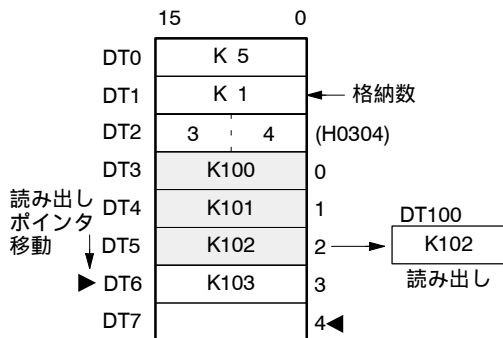 15 0
DT0 K 5
DT1 K 1 格納数
DT2 3 4 (H0304)
DT3 K100 0
DT4 K101 1
DT5 K102 2
DT6 K103 3
DT7 4
読み出し
ポインタ
移動
DT100
K102
読み出し